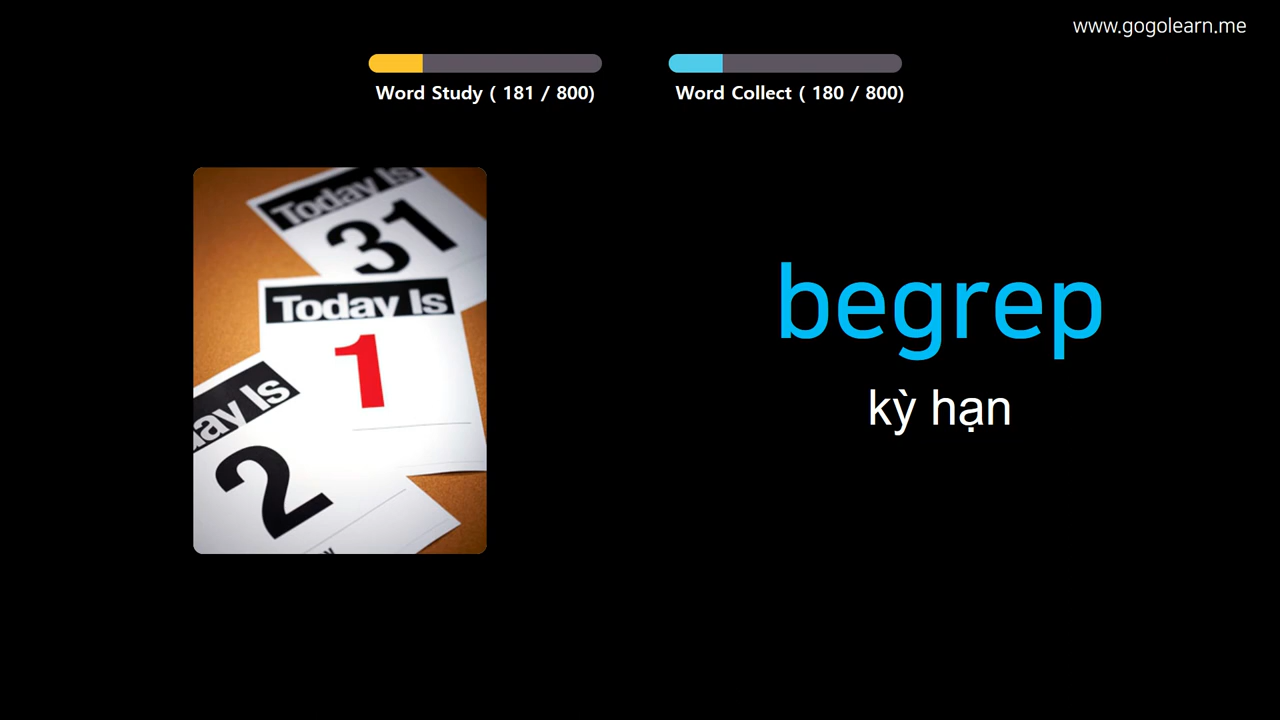 www.gogolearn.me
Word Study ( 181 / 800)
Word Collect ( 180 / 800)
Today Is
31
Today Is
1
day Is
2
begrep
kỳ hạn